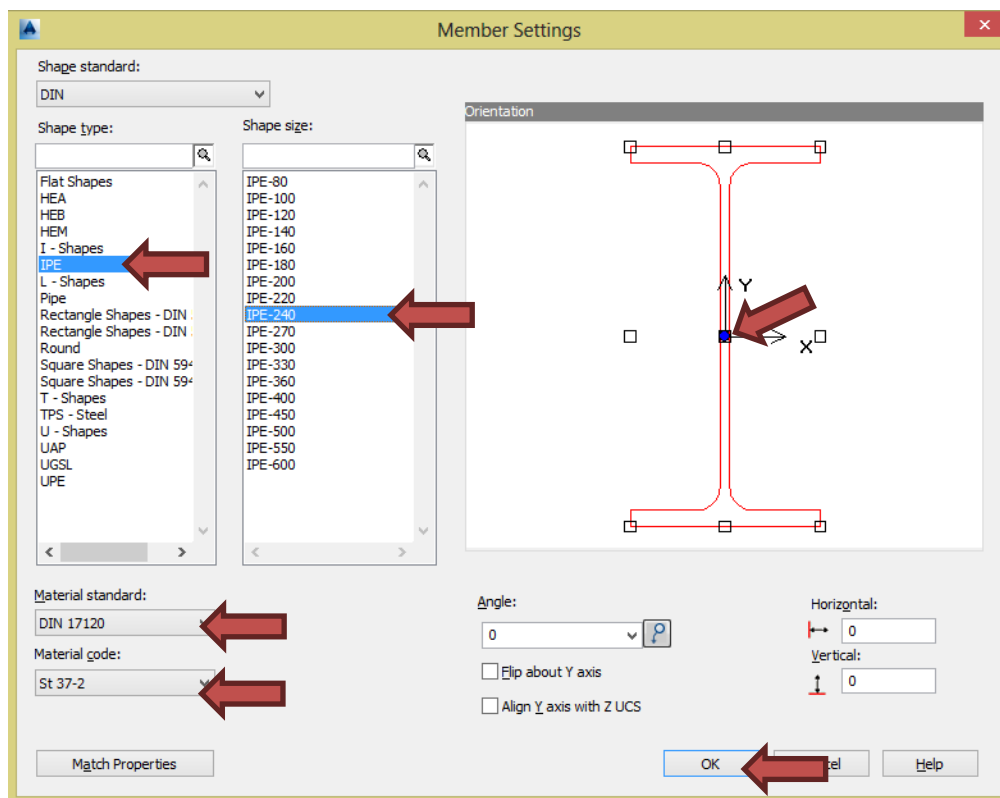 Member Settings
Shape standard:
DIN
Shape type:
Flat Shapes
HEA
HEB
HEM
I - Shapes
IPE
L - Shapes
Pipe
Rectangle Shapes - DIN
Rectangle Shapes - DIN
Round
Square Shapes - DIN 594
Square Shapes - DIN 594
T - Shapes
TPS - Steel
U - Shapes
UAP
UGSL
UPE
Shape size:
IPE-80
IPE-100
IPE-120
IPE-140
IPE-160
IPE-180
IPE-200
IPE-220
IPE-240
IPE-270
IPE-300
IPE-330
IPE-360
IPE-400
IPE-450
IPE-500
IPE-550
IPE-600
Orientation
Y
X
Material standard:
DIN 17120
Material code:
St 37-2
Angle:
0
Flip about Y axis
Align Y axis with Z UCS
Horizontal:
0
Vertical:
0
Match Properties
OK
Help